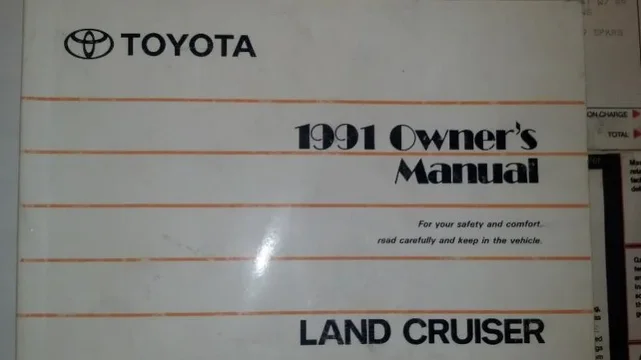 TOYOTA
1991 Owner's
Manual
For your safety and comfort,
read carefully and keep in the vehicle.
LAND CRUISER
SPARS
ON.CHARGE
TOTAL